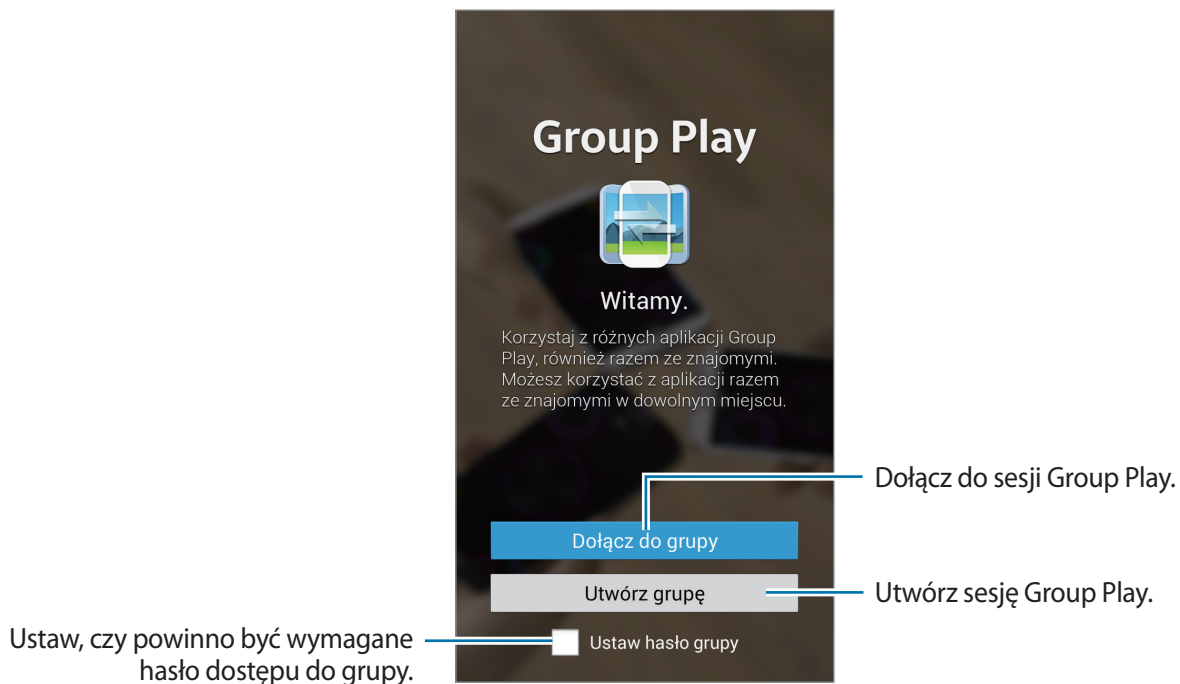 Group Play
Witamy.
Korzystaj z różnych aplikacji Group
Play, również razem ze znajomymi.
Możesz korzystać z aplikacji razem
ze znajomymi w dowolnym miejscu.
Dołącz do sesji Group Play.
Dołącz do grupy
Utwórz grupę
Utwórz sesję Group Play.
Ustaw, czy powinno być wymagane
hasło dostępu do grupy.
Ustaw hasło grupy